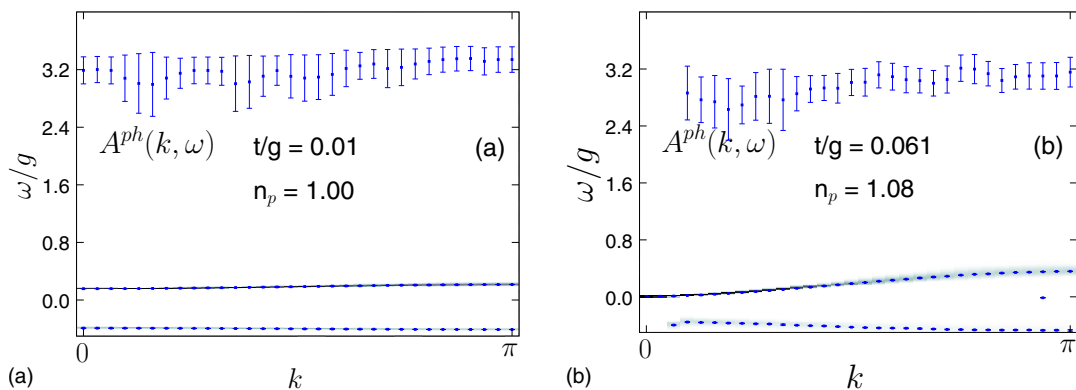 3.2
2.4
1.6
0.8
0.0
ω/g
A^{ph}(k, ω)
t/g = 0.01
(a)
n_p = 1.00
0
π
k
(a)
3.2
2.4
1.6
0.8
0.0
ω/g
A^{ph}(k, ω)
t/g = 0.061
(b)
n_p = 1.08
0
π
k
(b)